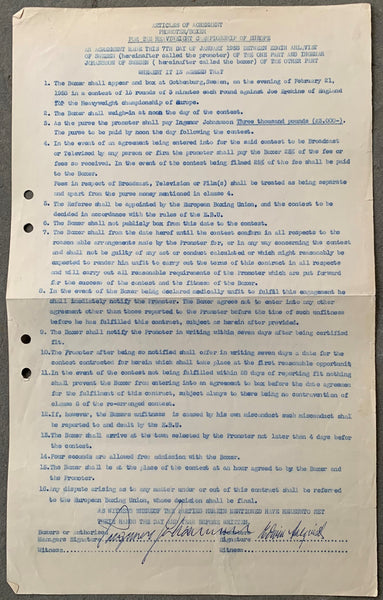 ARTICLES OF AGREEMENT
PROMOTER/BOXER
FOR THE HEAVYWEIGHT CHAMPIONSHIP OF EUROPE
AN AGREEMENT MADE THIS 7TH DAY OF JANUARY 1958 BETWEEN EDWIN AHLQVIST
OF SWEDEN (hereinafter called the promoter) OF THE ONE PART AND INGEMAR
JOHANSSON OF SWEDEN ( hereinafter called the boxer) OF THE OTHER PART
WHEREBY IT IS AGREED THAT
1. The Boxer shall appear and box at Gothenburg, Sweden, on the evening of February 21,
1958 in a contest of 15 rounds of 3 minutes each round against Joe Erskine of England
for the Heavyweight championship of Europe.
2. The Boxer shall weigh-in at noon the day of the contest.
3. As the purse the promoter shall pay Ingemar Johansson Three thousand pounds (£3,000-)
The purse to be paid by noon the day following the contest.
4. In the event of an agreement being entered into for the said contest to be Broadcast
or Televised by any person or firm the promoter shall pay the Boxer 25% of the fee or
fees so received. In the event of the contest being filmed 25% of the fee shall be paid
to the Boxer.
Fees in respect of Broadcast, Television or Film(s) shall be treated as being separate
and apart from the purse money mentioned in clause 4.
5. The Referee shall be appointed by the European Boxing Union, and the contest to be
decided in accordance with the rules of the E.B.U.
6. The Boxer shall not publicly box from this date to the contest.
7. The Boxer shall from the date hereof until the contest conform in all respects to the
reason able arrangements made by the Promoter for, or in any way concerning the contest
and shall not be guilty of any act or conduct calculated or which might reasonably be
expected to render him unfit to carry out the terms of this contract in all respects
and will carry out all reasonable requirements of the Promoter which are put forward
for the success of the contest and the fitness of the Boxer.
8. In the event of the Boxer being declared medically unfit to fulfil this engagement he
shall immediately notify the Promoter. The Boxer agrees not to enter into any other
agreement other than those reported to the Promoter before the time of such unfitness
before he has fulfilled this contract, subject as herein after provided.
9. The Boxer shall notify the Promoter in writing within seven days after being certified
fit.
10. The Promoter after being so notified shall offer in writing seven days a date for the
contest contracted for herein which shall take place at the first reasonable opportunit
11. In the event of the contest not being fulfilled within days of reporting fit nothing
shall prevent the Boxer from entering into an agreement to box before the date agreement
for the fulfilment of this contract, subject always to there being no contravention of
clause 6 of the re-arranged contest.
12. If, however, the Boxers unfitness is caused by his own misconduct such misconduct shall
be reported to and dealt by the E.B.U.
13. The Boxer shall arrive at the town selected by the Promoter not later than 4 days before
the contest.
14. Four seconds are allowed free admission with the Boxer.
15. The Boxer shall be at the place of the contest at an hour agreed to by the Boxer and
the Promoter.
16. Any dispute arising as to any matter under or out of this contract shall be referred
to the European Boxing Union, whose decision shall be final.
AS WITNESS WHEREOF THE PARTIES HEREIN MENTIONED HAVE HEREUNTO SET
THEIR HANDS THE DAY AND YEAR BEFORE WRITTEN.
Boxers or authorised
Managers Signature Ingemar Johansson Signature Edwin Ahlqvist
Witness Witness